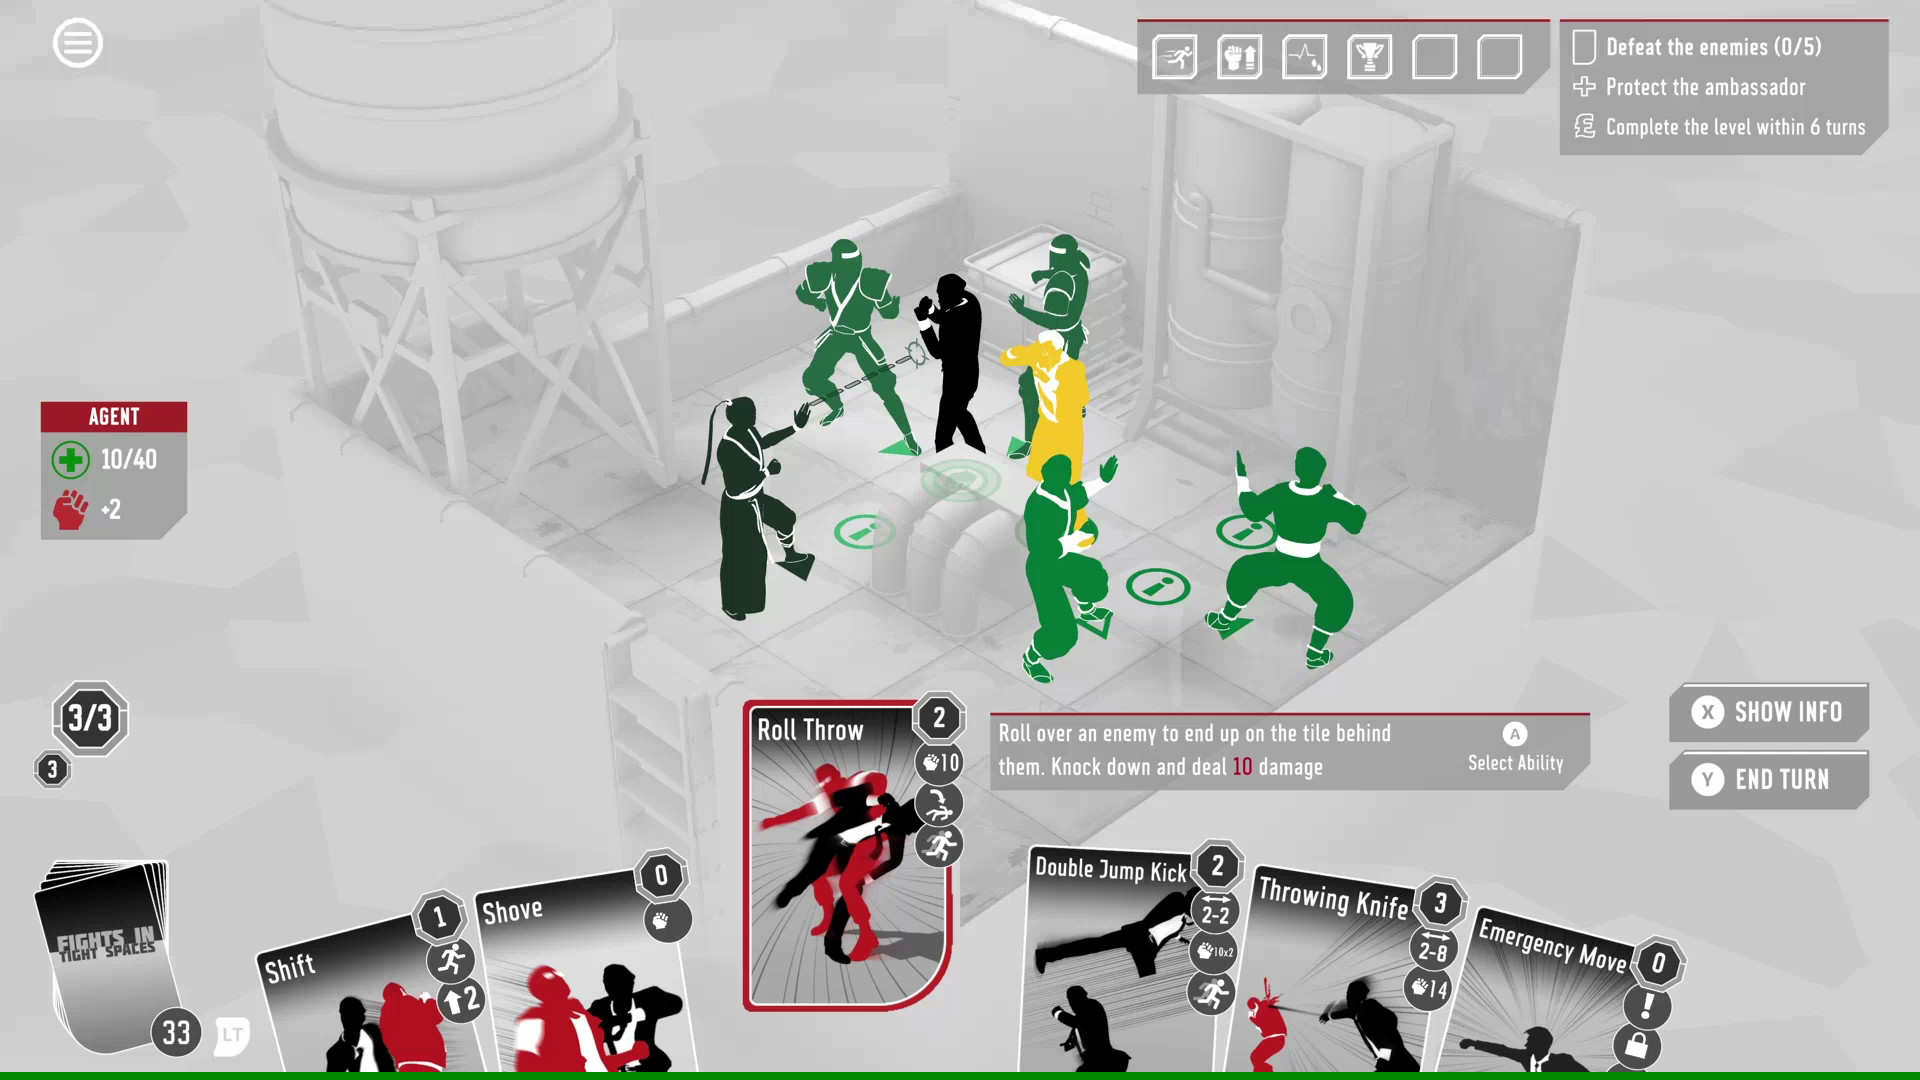 Defeat the enemies (0/5)
Protect the ambassador
Complete the level within 6 turns
AGENT
10/40
+2
3/3
3
X SHOW INFO
Y END TURN
Roll Throw
2
10
Roll over an enemy to end up on the tile behind
them. Knock down and deal 10 damage
A
Select Ability
Shift
1
2
Shove
0
Double Jump Kick
2
2-2
10x2
Throwing Knife
3
2-8
14
Emergency Move
0
!
FIGHTS IN
TIGHT SPACES
33
LT